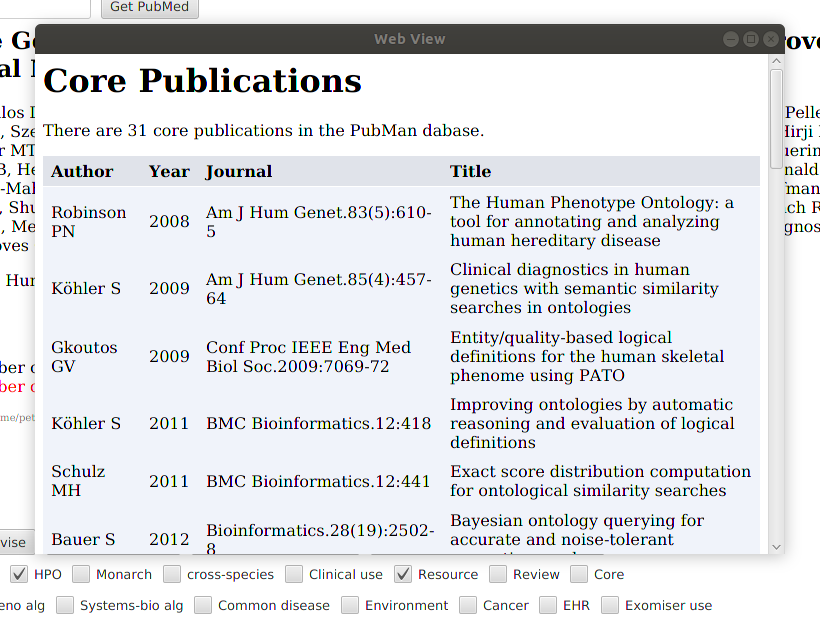 Get PubMed
Web View
Core Publications
There are 31 core publications in the PubMan dabase.
Author Year Journal Title
Robinson PN 2008 Am J Hum Genet.83(5):610-5 The Human Phenotype Ontology: a tool for annotating and analyzing human hereditary disease
Köhler S 2009 Am J Hum Genet.85(4):457-64 Clinical diagnostics in human genetics with semantic similarity searches in ontologies
Gkoutos GV 2009 Conf Proc IEEE Eng Med Biol Soc.2009:7069-72 Entity/quality-based logical definitions for the human skeletal phenome using PATO
Köhler S 2011 BMC Bioinformatics.12:418 Improving ontologies by automatic reasoning and evaluation of logical definitions
Schulz MH 2011 BMC Bioinformatics.12:441 Exact score distribution computation for ontological similarity searches
Bauer S 2012 Bioinformatics.28(19):2502-8 Bayesian ontology querying for accurate and noise-tolerant
HPO Monarch cross-species Clinical use Resource Review Core
eno alg Systems-bio alg Common disease Environment Cancer EHR Exomiser use